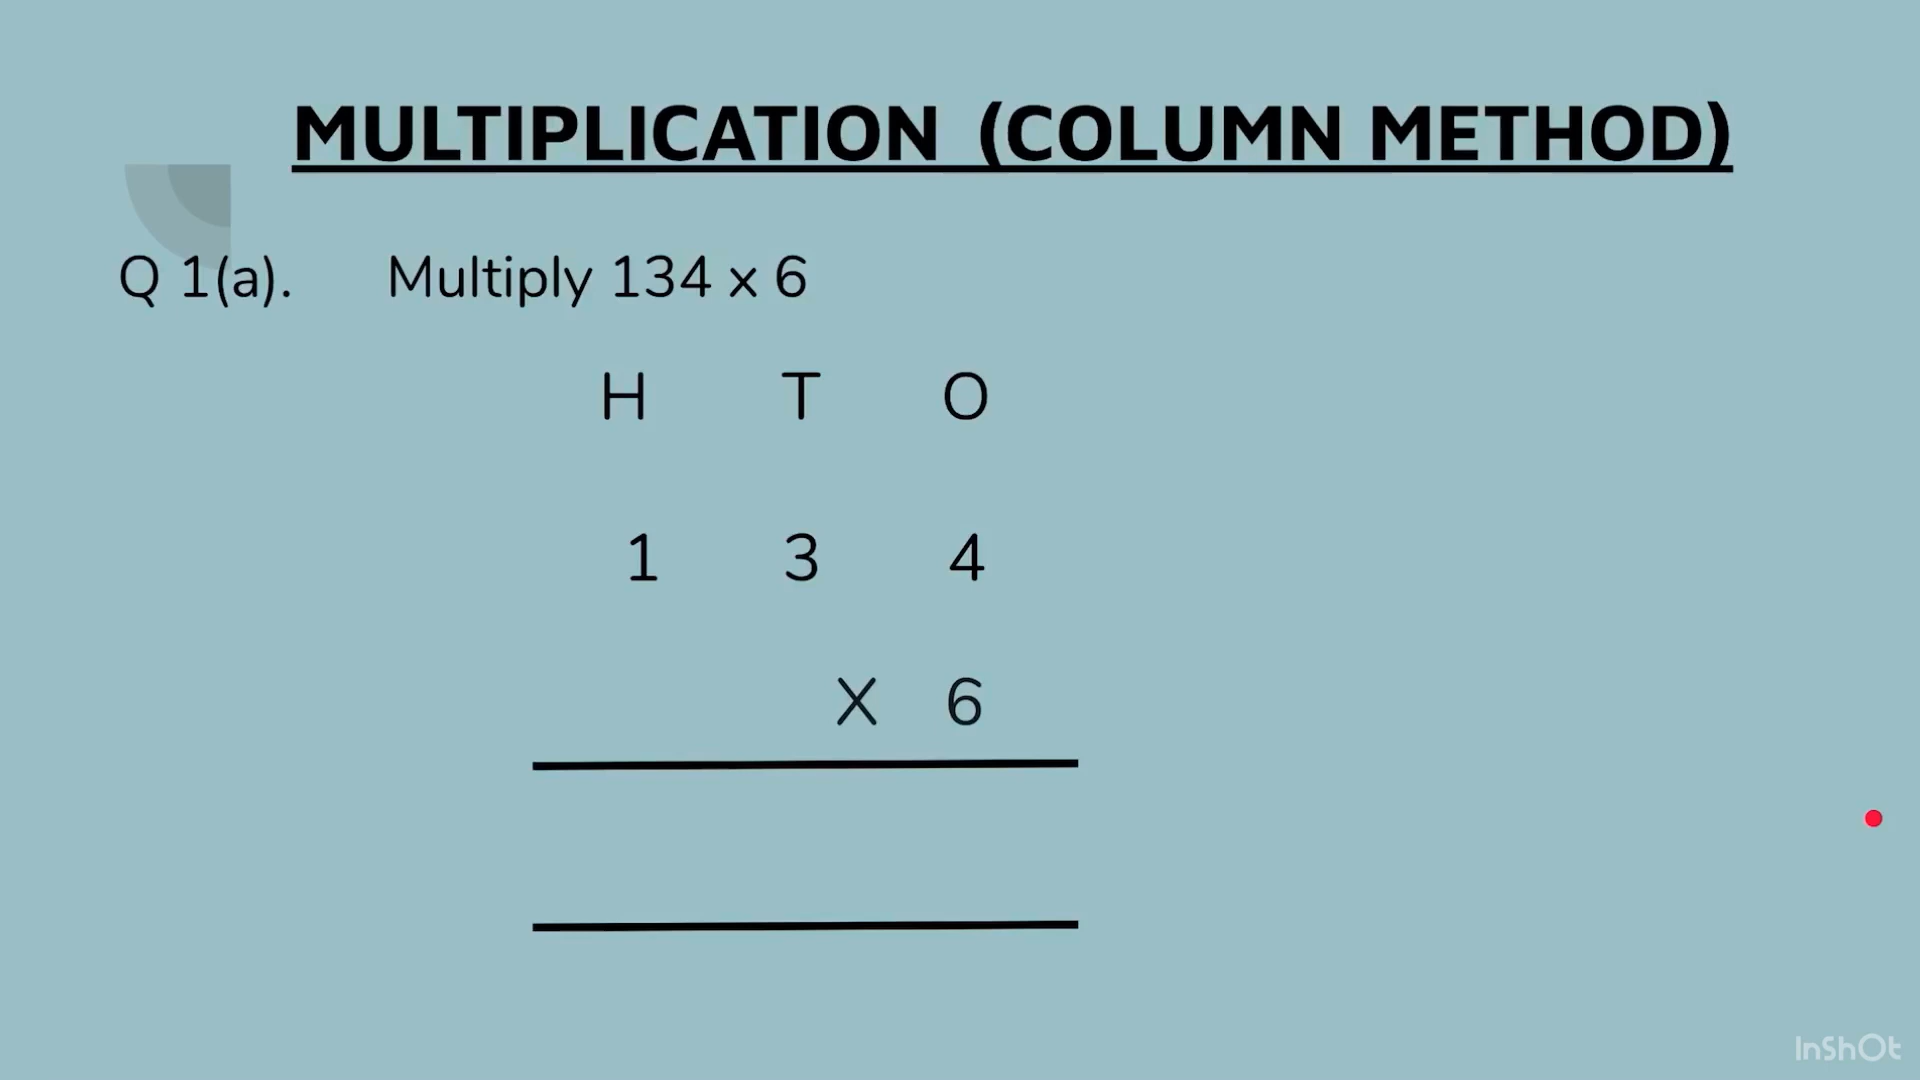 MULTIPLICATION (COLUMN METHOD)
Q 1(a). Multiply 134 x 6
H T O
1 3 4
X 6
InShOt